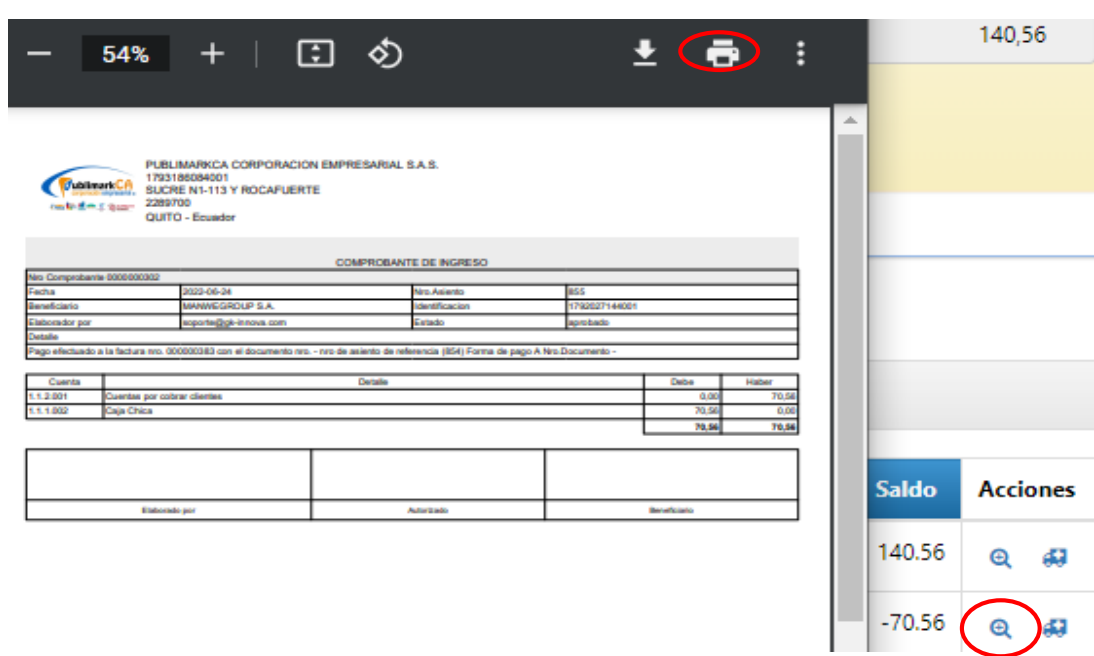 54%
140,56
PUBLIMARKCA CORPORACION EMPRESARIAL S.A.S.
1793186084001
SUCRE N1-113 Y ROCAFUERTE
2289700
QUITO - Ecuador
PublimarkCA
COMPROBANTE DE INGRESO
Nro Comprobante 0000000302
Fecha 2022-06-24 Nro.Asiento 855
Beneficiario MANWEGROUP S.A. Identificacion 1792027144001
Elaborador por soporte@gk-innova.com Estado aprobado
Detalle
Pago efectuado a la factura nro. 000000383 con el documento nro. - nro de asiento de referencia (854) Forma de pago A Nro.Documento -
Cuenta Detalle Debe Haber
1.1.2.001 Cuentas por cobrar clientes 0,00 70,56
1.1.1.002 Caja Chica 70,56 0,00
70,56 70,56
Elaborado por Autorizado Beneficiario
Saldo Acciones
140.56
-70.56